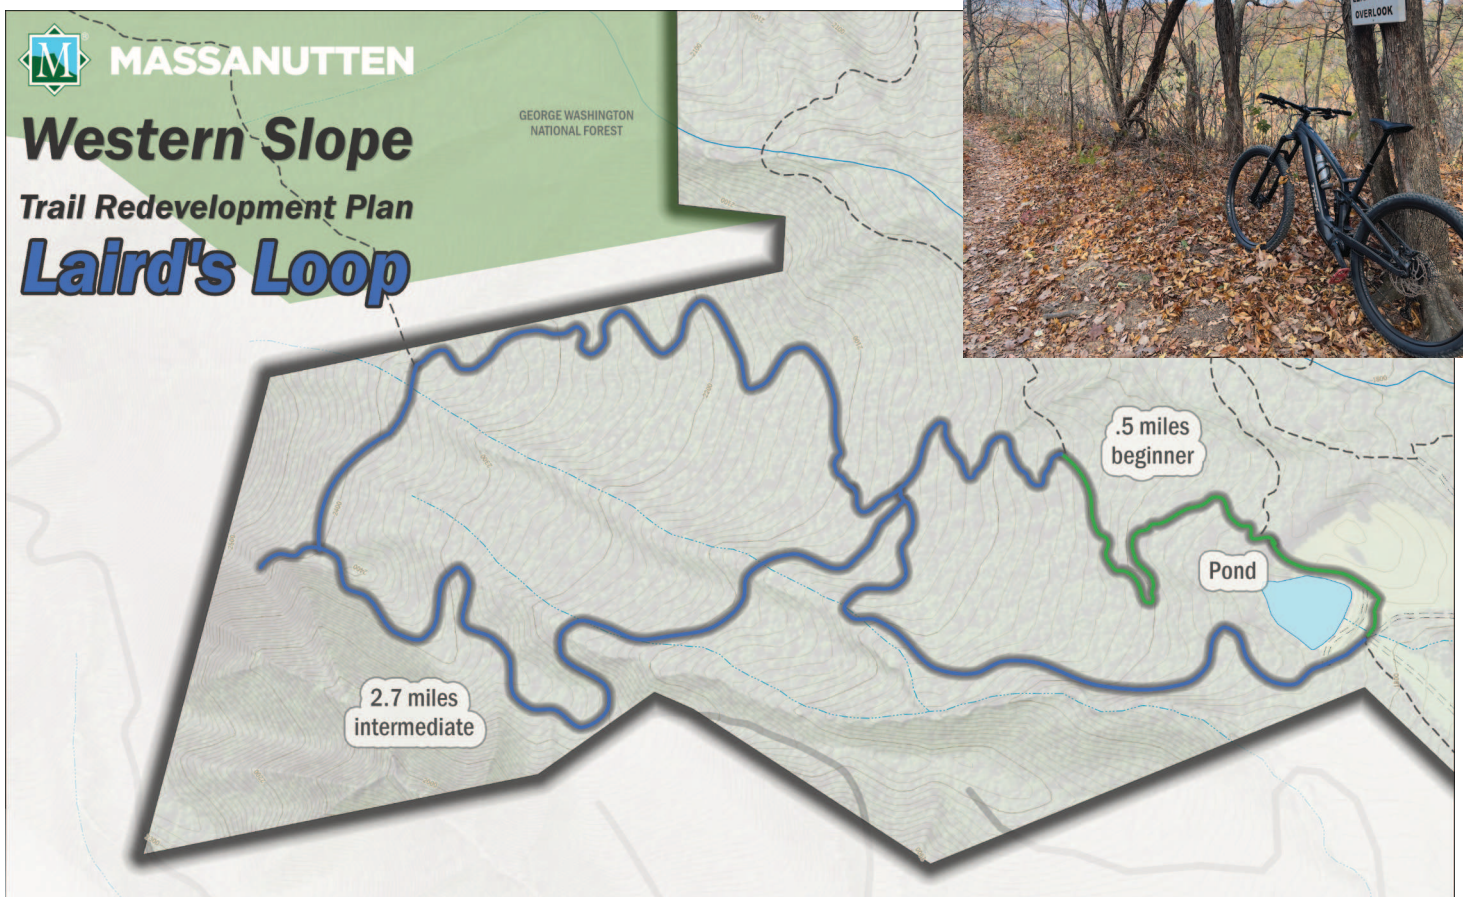 M
®
MASSANUTTEN
Western Slope
Trail Redevelopment Plan
Laird's Loop
GEORGE WASHINGTON
NATIONAL FOREST
OVERLOOK
.5 miles
beginner
Pond
2.7 miles
intermediate